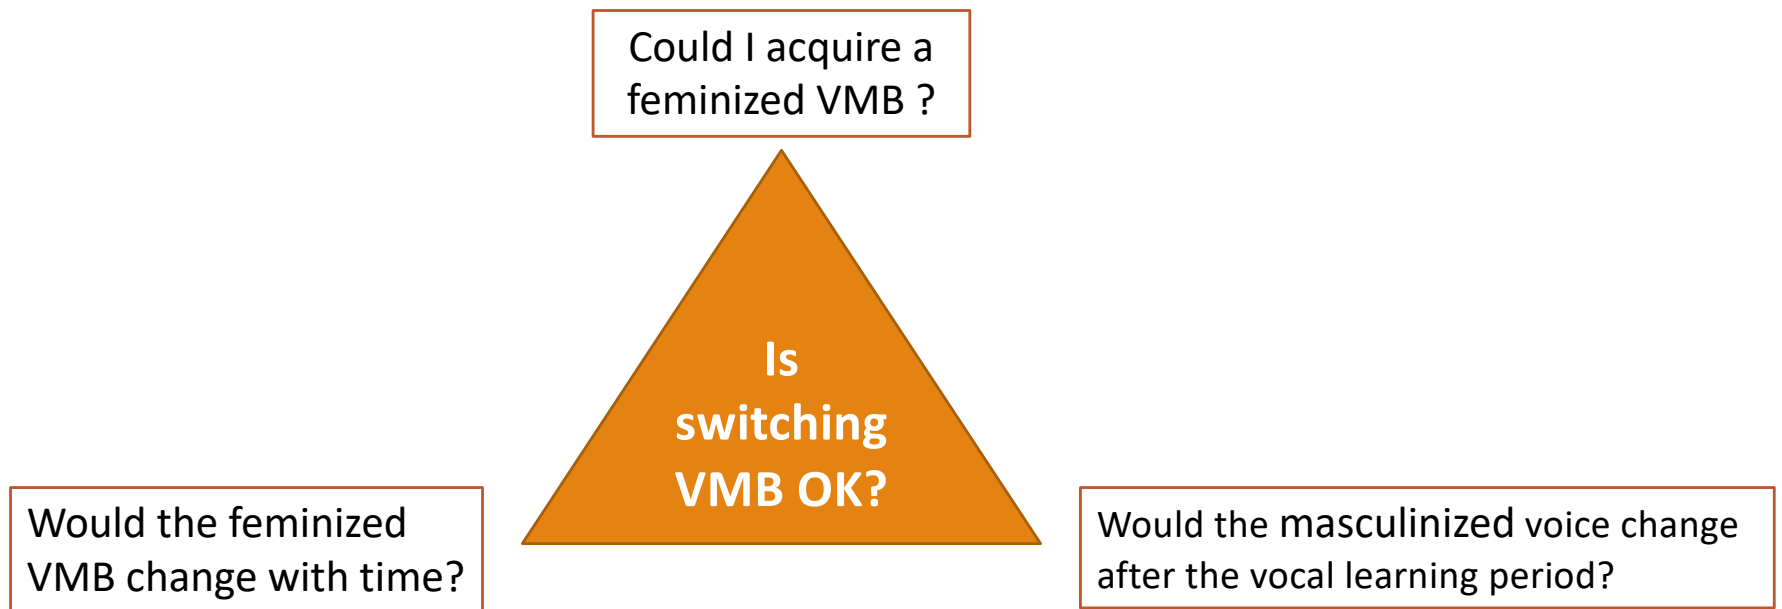 Could I acquire a
feminized VMB ?
Is
switching
VMB OK?
Would the feminized
VMB change with time?
Would the masculinized voice change
after the vocal learning period?